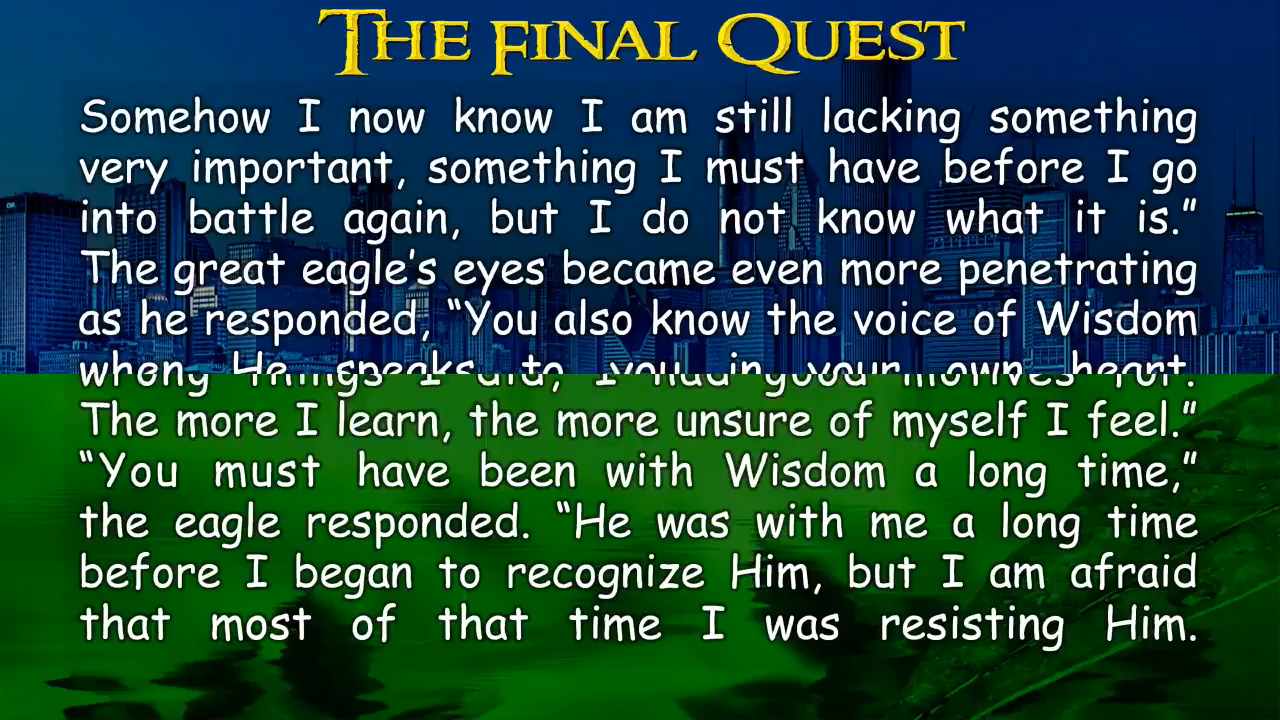 THE FINAL QUEST
Somehow I now know I am still lacking something
very important, something I must have before I go
into battle again, but I do not know what it is.”
The great eagle’s eyes became even more penetrating
as he responded, “You also know the voice of Wisdom
The more I learn, the more unsure of myself I feel.”
“You must have been with Wisdom a long time,”
the eagle responded. “He was with me a long time
before I began to recognize Him, but I am afraid
that most of that time I was resisting Him.